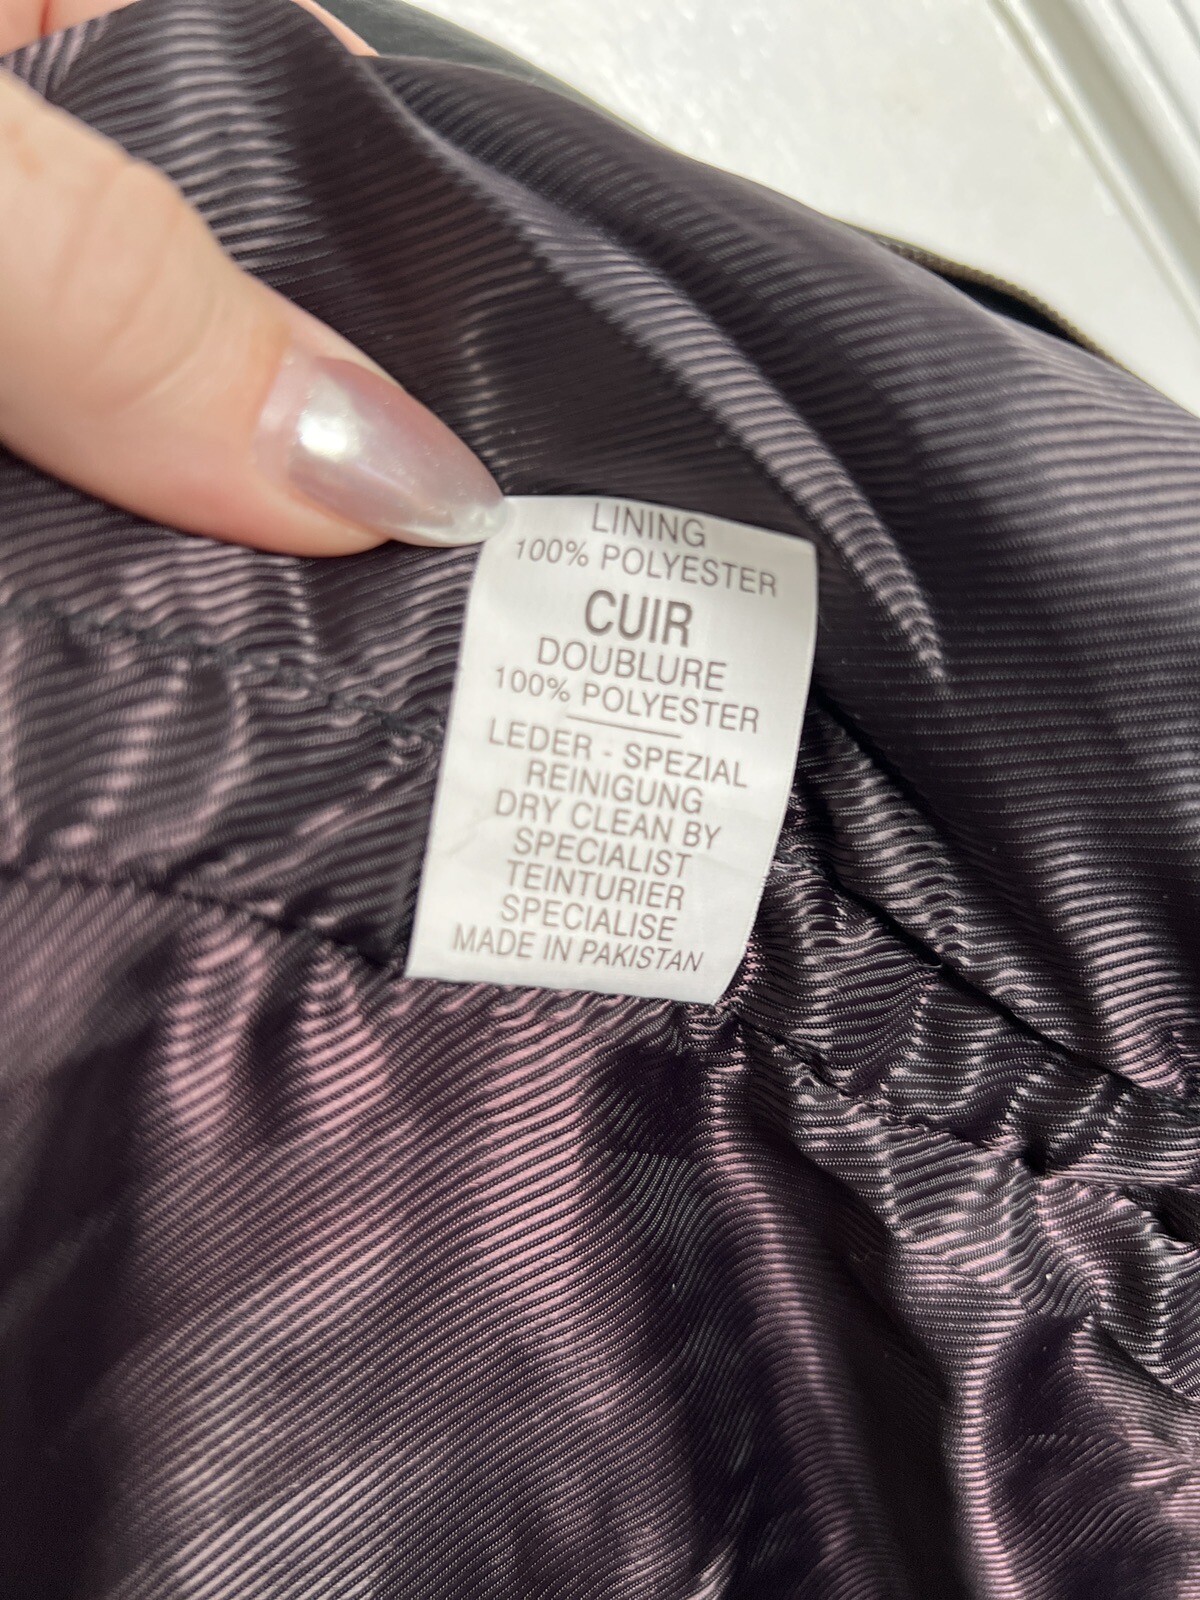 LINING
100% POLYESTER
CUIR
DOUBLURE
100% POLYESTER
LEDER - SPEZIAL
REINIGUNG
DRY CLEAN BY
SPECIALIST
TEINTURIER
SPECIALISE
MADE IN PAKISTAN